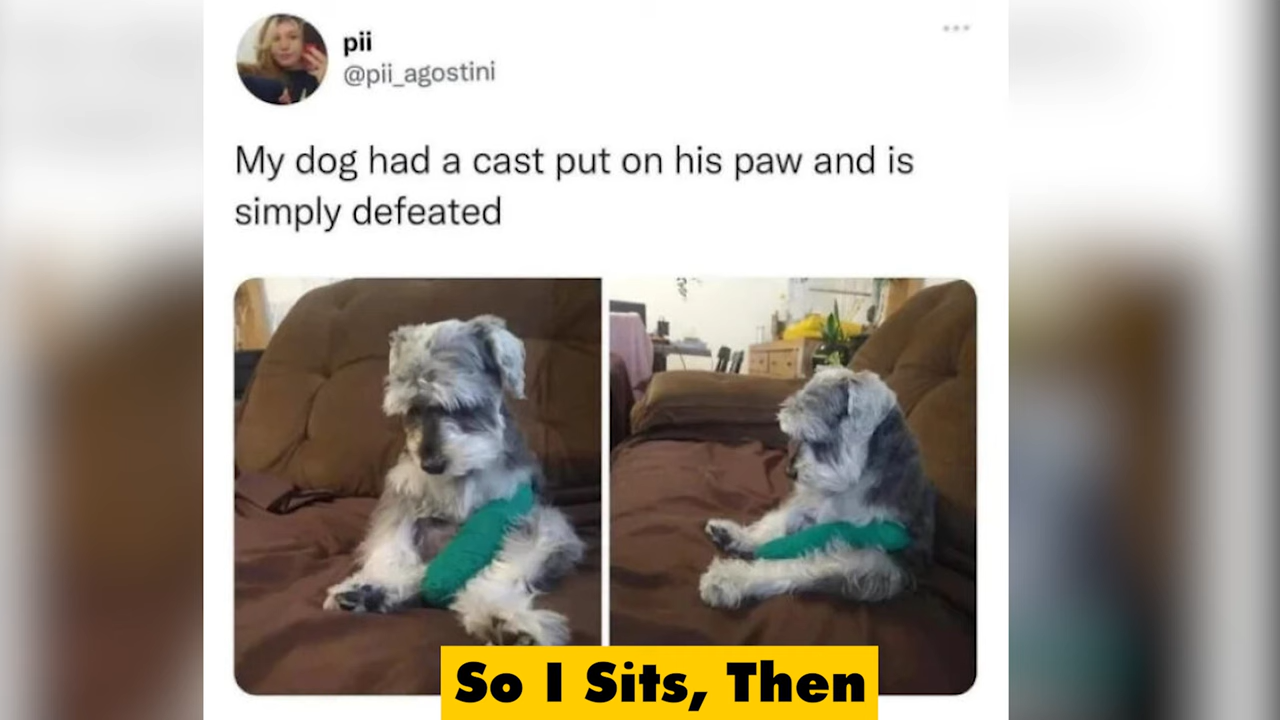 pii
@pii_agostini
My dog had a cast put on his paw and is
simply defeated
So I Sits, Then